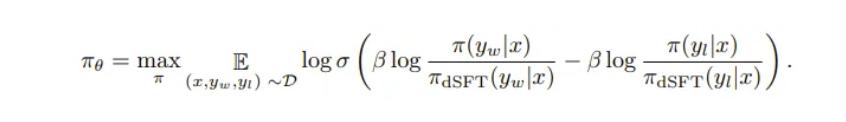 π_θ = max_π 𝔼_{(x,y_w,y_l) ∼𝒟} log σ ( β log π(y_w|x) / π_dSFT(y_w|x) − β log π(y_l|x) / π_dSFT(y_l|x) ) .